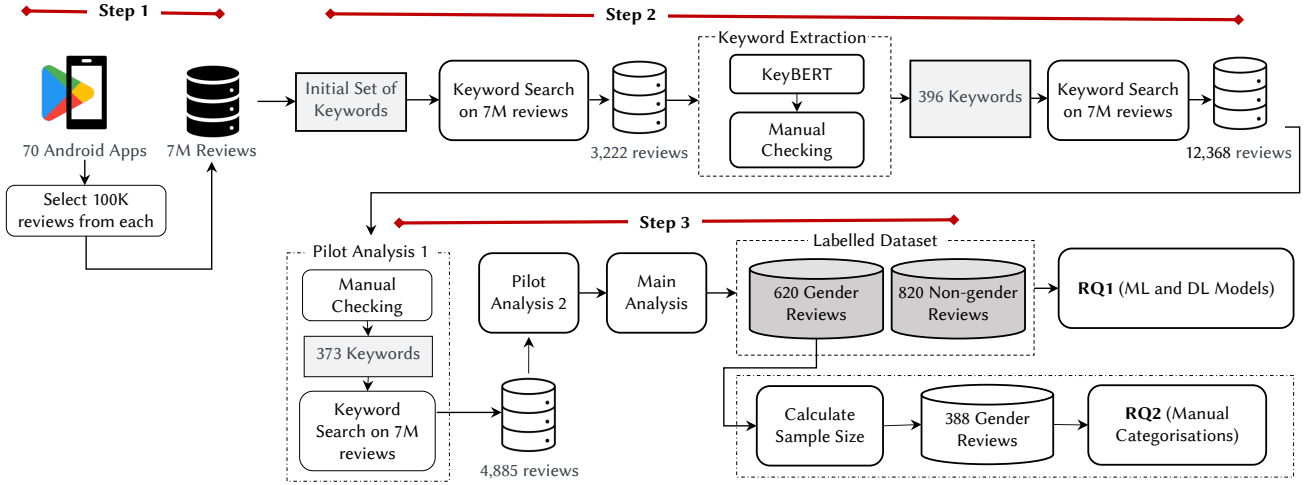 Step 1
Step 2
70 Android Apps
7M Reviews
Select 100K
reviews from each
Initial Set of
Keywords
Keyword Search
on 7M reviews
3,222 reviews
Keyword Extraction
KeyBERT
Manual
Checking
396 Keywords
Keyword Search
on 7M reviews
12,368 reviews
Step 3
Pilot Analysis 1
Manual
Checking
373 Keywords
Keyword
Search on 7M
reviews
4,885 reviews
Pilot
Analysis 2
Main
Analysis
Labelled Dataset
620 Gender
Reviews
820 Non-gender
Reviews
RQ1 (ML and DL Models)
Calculate
Sample Size
388 Gender
Reviews
RQ2 (Manual
Categorisations)